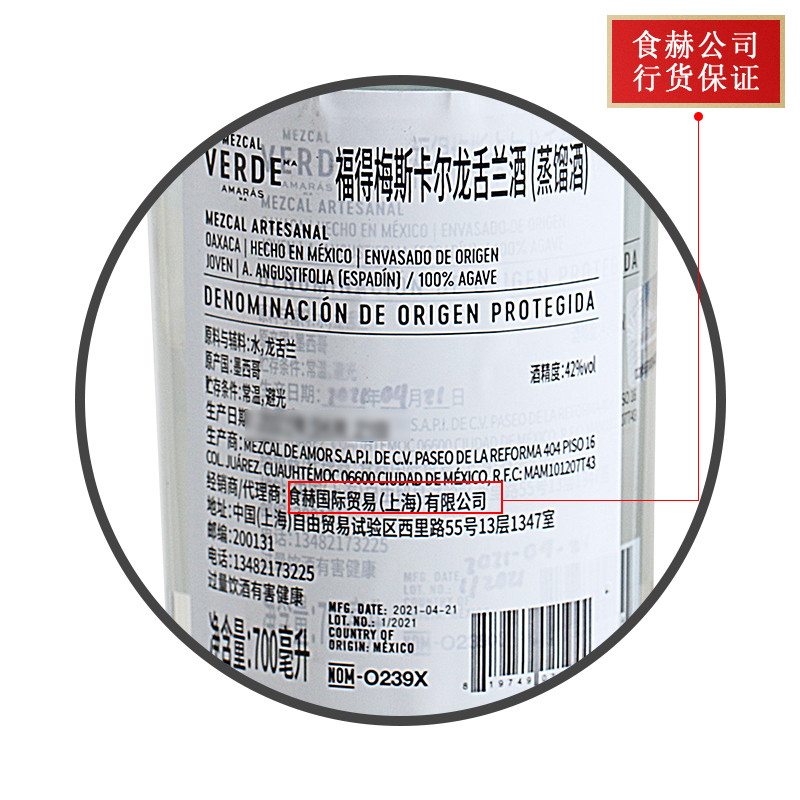 食赫公司
行货保证
MEZCAL
VERDE
AMARÁS
福得梅斯卡尔龙舌兰酒(蒸馏酒)
MEZCAL ARTESANAL
OAXACA | HECHO EN MÉXICO | ENVASADO DE ORIGEN
JOVEN | A. ANGUSTIFOLIA (ESPADÍN) / 100% AGAVE
DENOMINACIÓN DE ORIGEN PROTEGIDA
原料与辅料:水,龙舌兰
原产国:墨西哥
酒精度:42%vol
贮存条件:常温,避光
生产日期
生产商:MEZCAL DE AMOR S.A.P.I. DE C.V. PASEO DE LA REFORMA 404 PISO 16
COL. JUÁREZ. CUAUHTÉMOC 06600 CIUDAD DE MÉXICO, R.F.C: MAM101207T43
经销商/代理商:食赫国际贸易(上海)有限公司
地址:中国(上海)自由贸易试验区西里路55号13层1347室
邮编:200131
电话:13482173225
过量饮酒有害健康
净含量:700毫升
MFG. DATE: 2021-04-21
LOT. NO.: 1/2021
COUNTRY OF
ORIGIN: MÉXICO
NOM-O239X
8 19749